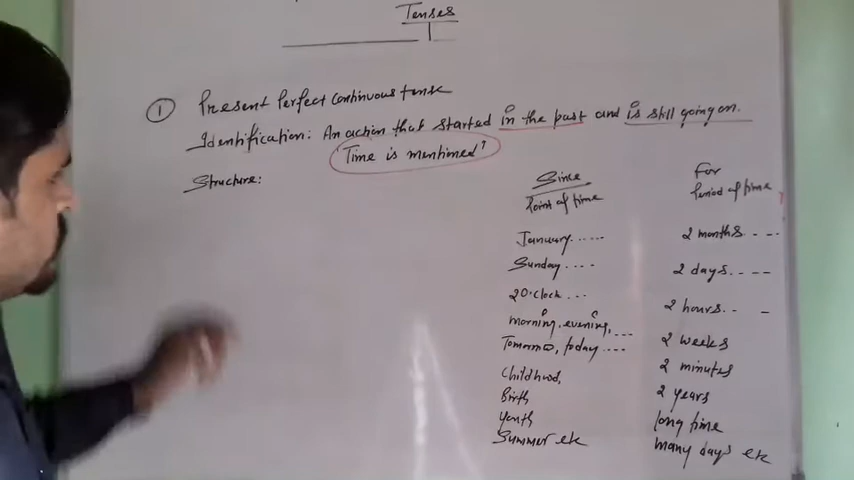 Tenses
1 Present Perfect Continuous tense
Identification: An action that started in the past and is still going on.
Time is mentioned?
Structure:
Since
Point of time
January......
Sunday....
2 O'clock ...
morning, evening, ...
Tomorrow, today ....
Childhood,
Birth
Youth
Summer etc
For
Period of time
2 months....
2 days....
2 hours.. -
2 weeks
2 minutes
2 years
long time
many days etc